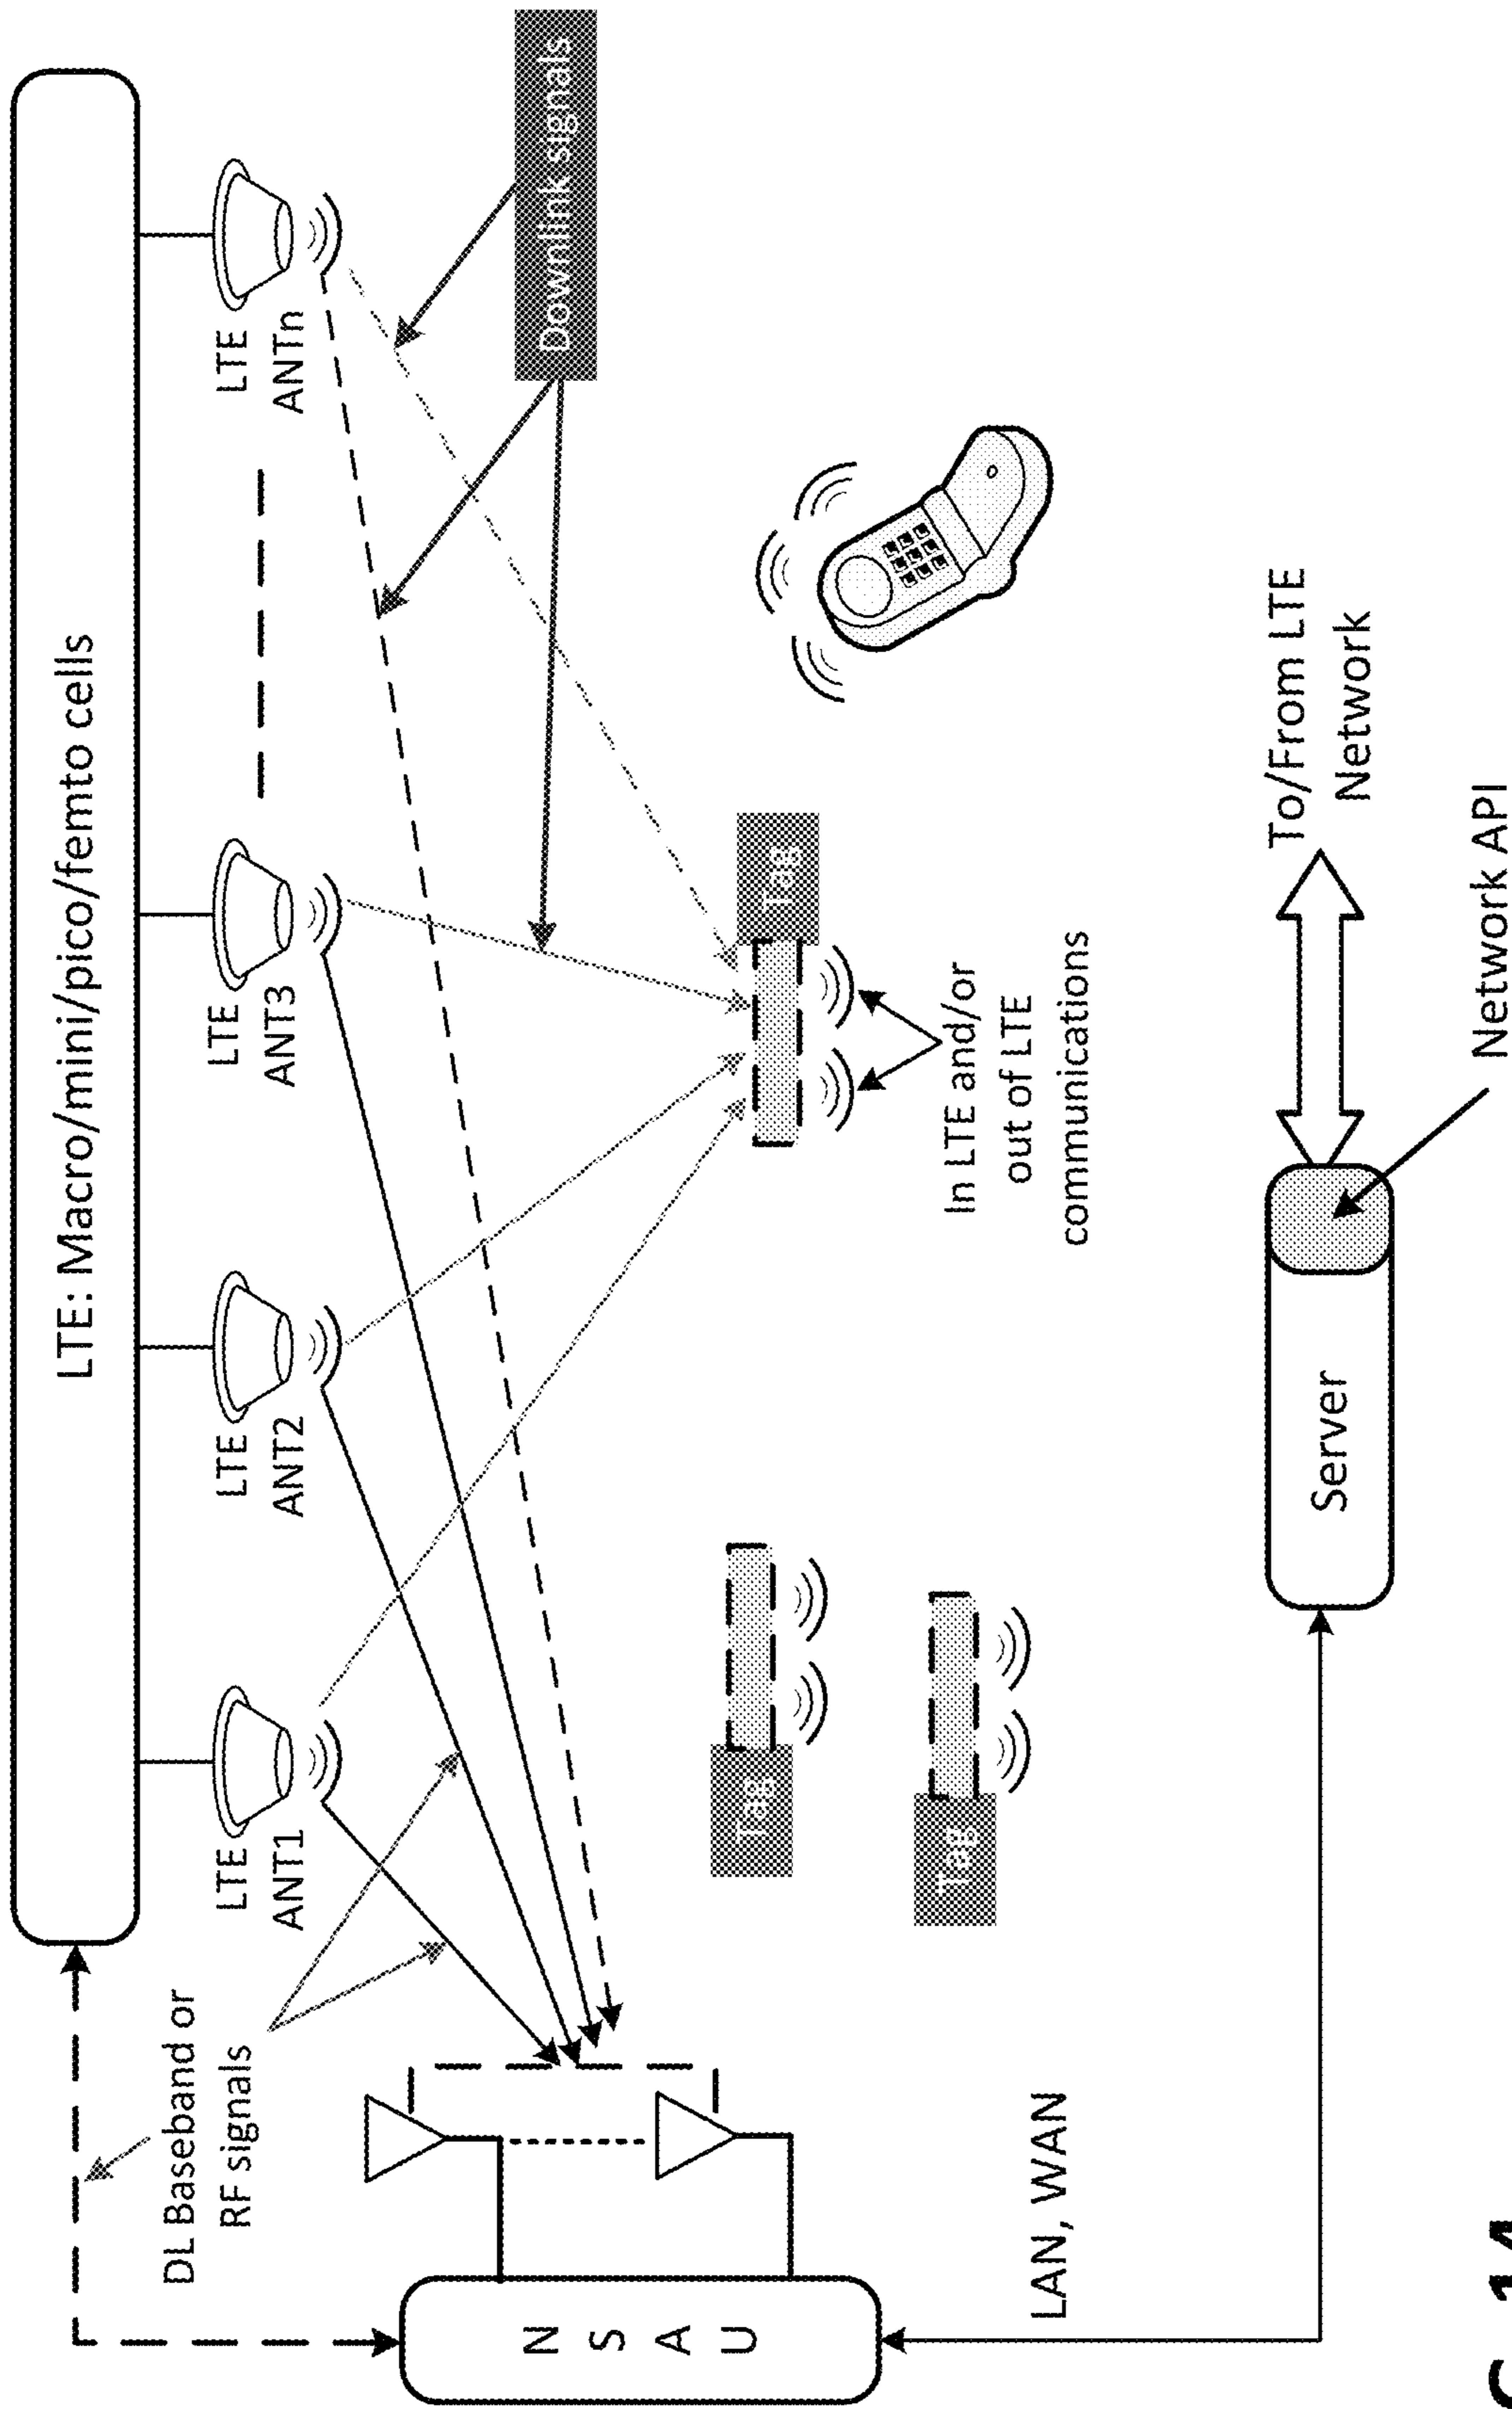 LTE: Macro/mini/pico/femto cells
DL Baseband or
RF signals
LTE
ANT1
LTE
ANT2
LTE
ANT3
LTE
ANTn
Downlink signals
N
S
A
U
Tag
Tag
Tag
In LTE and/or
out of LTE
communications
LAN, WAN
Server
To/From LTE
Network
Network API